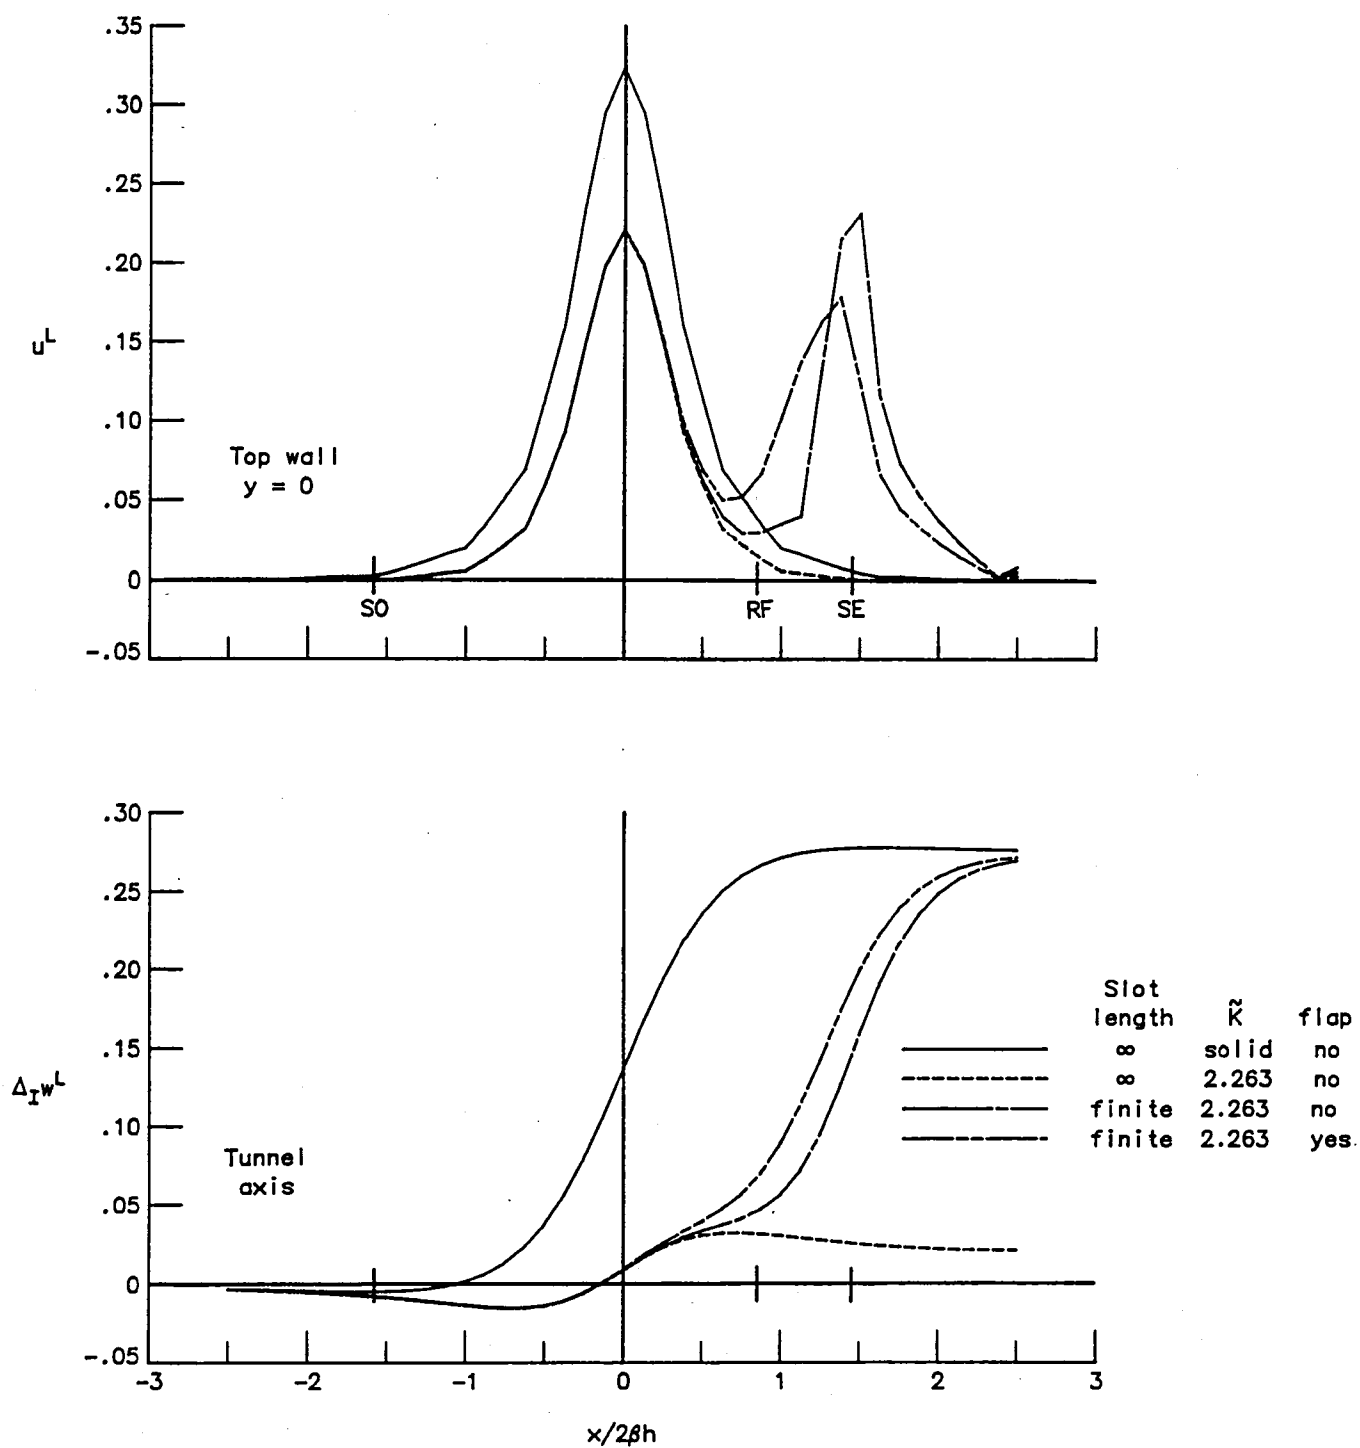 .35
.30
.25
.20
.15
.10
.05
0
-.05
u^L
Top wall
y = 0
SO
RF
SE
.30
.25
.20
.15
.10
.05
0
-.05
Δ_I w^L
Tunnel
axis
-3
-2
-1
0
1
2
3
x/2βh
Slot
length K̃ flap
∞ solid no
∞ 2.263 no
finite 2.263 no
finite 2.263 yes